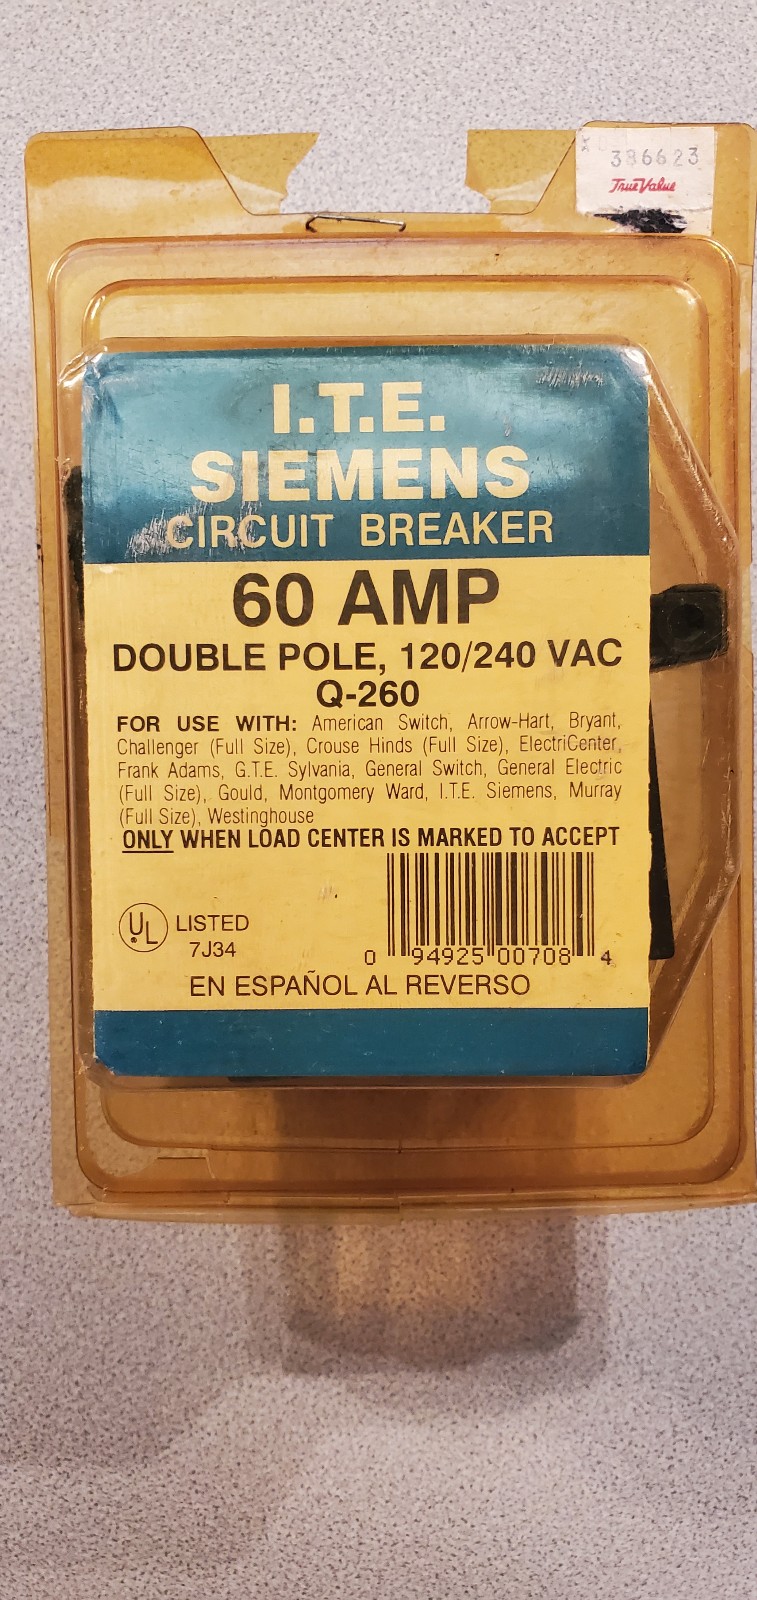 386623
True Value
I.T.E.
SIEMENS
CIRCUIT BREAKER
60 AMP
DOUBLE POLE, 120/240 VAC
Q-260
FOR USE WITH: American Switch, Arrow-Hart, Bryant,
Challenger (Full Size), Crouse Hinds (Full Size), ElectriCenter,
Frank Adams, G.T.E. Sylvania, General Switch, General Electric
(Full Size), Gould, Montgomery Ward, I.T.E. Siemens, Murray
(Full Size), Westinghouse
ONLY WHEN LOAD CENTER IS MARKED TO ACCEPT
UL LISTED
7J34
0 94925 00708 4
EN ESPAÑOL AL REVERSO